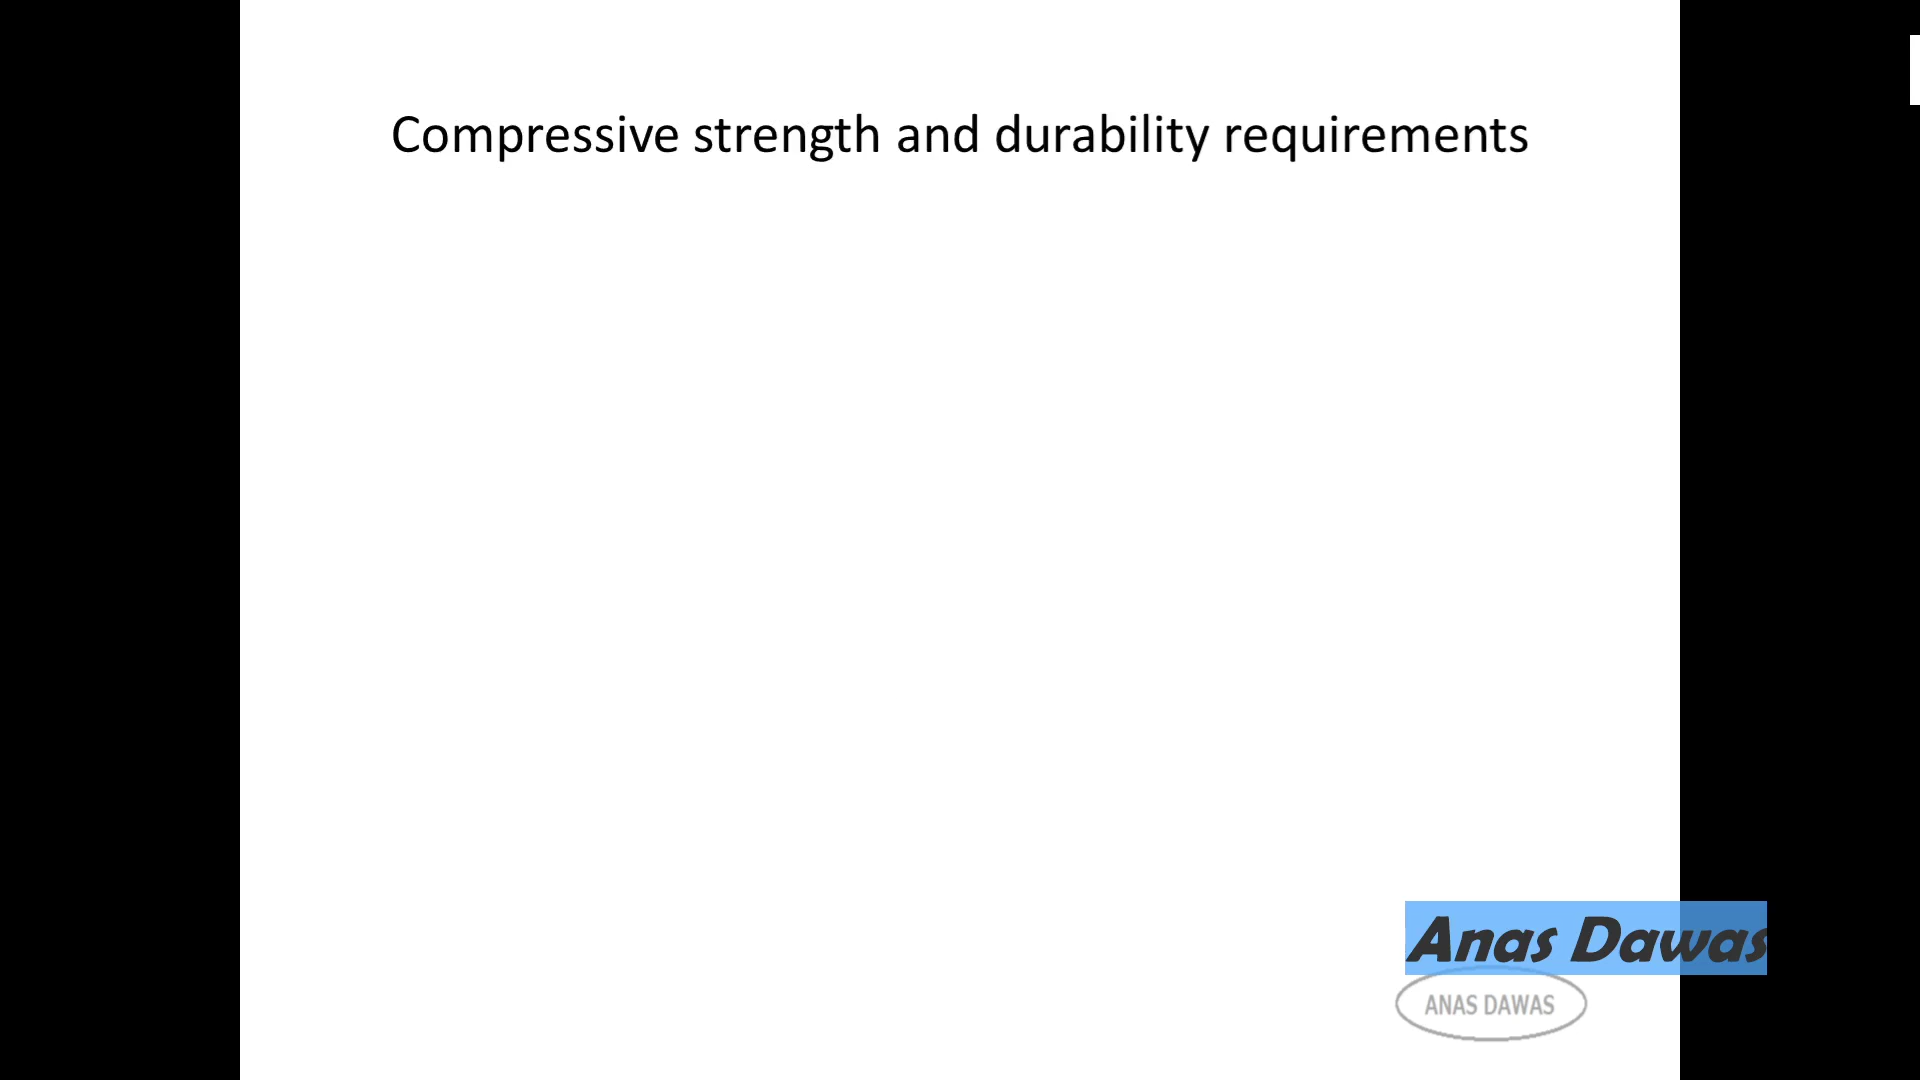 Compressive strength and durability requirements
Anas Dawas
ANAS DAWAS